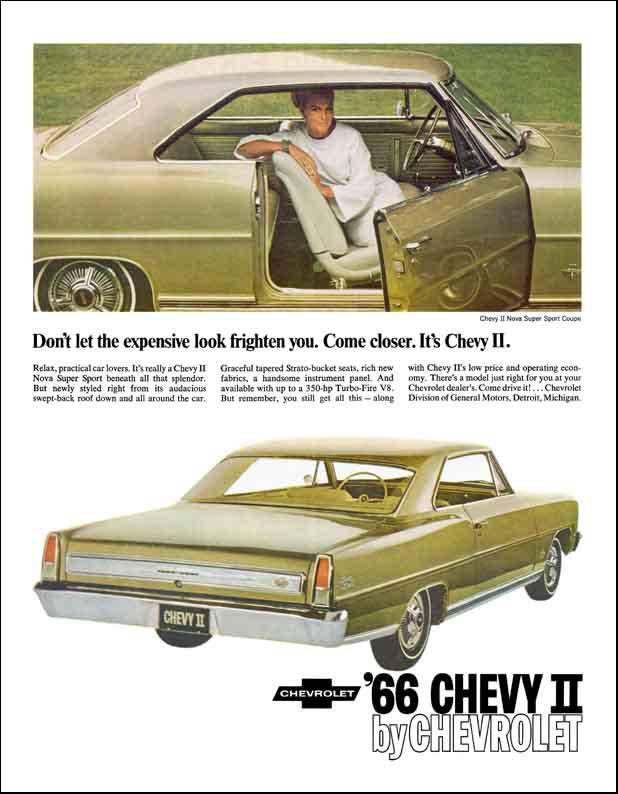 Chevy II Nova Super Sport Coupe
Don't let the expensive look frighten you. Come closer. It's Chevy II.
Relax, practical car lovers. It's really a Chevy II
Nova Super Sport beneath all that splendor.
But newly styled right from its audacious
swept-back roof down and all around the car.
Graceful tapered Strato-bucket seats, rich new
fabrics, a handsome instrument panel. And
available with up to a 350-hp Turbo-Fire V8.
But remember, you still get all this — along
with Chevy II's low price and operating econ-
omy. There's a model just right for you at your
Chevrolet dealer's. Come drive it! . . . Chevrolet
Division of General Motors, Detroit, Michigan.
CHEVY II
CHEVROLET
'66 CHEVY II
by CHEVROLET